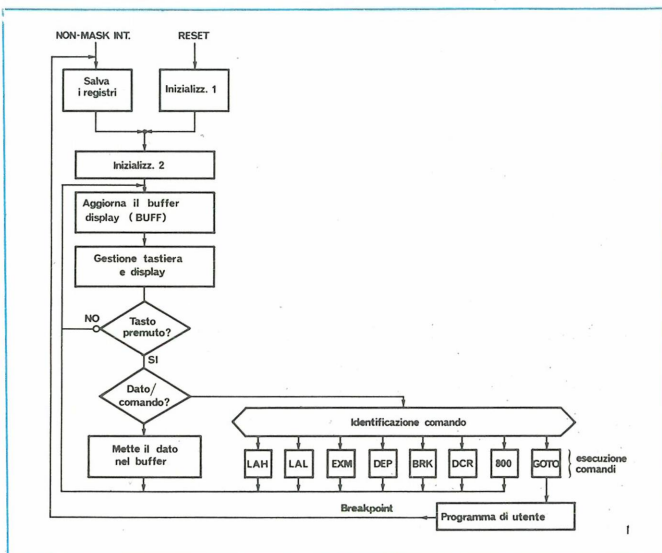 NON-MASK INT.
RESET
Salva
i registri
Inizializz. 1
Inizializz. 2
Aggiorna il buffer
display (BUFF)
Gestione tastiera
e display
NO
Tasto
premuto?
SI
Dato/
comando?
Identificazione comando
Mette il dato
nel buffer
LAH
LAL
EXM
DEP
BRK
DCR
800
GOTO
esecuzione
comandi
Breakpoint
Programma di utente
1